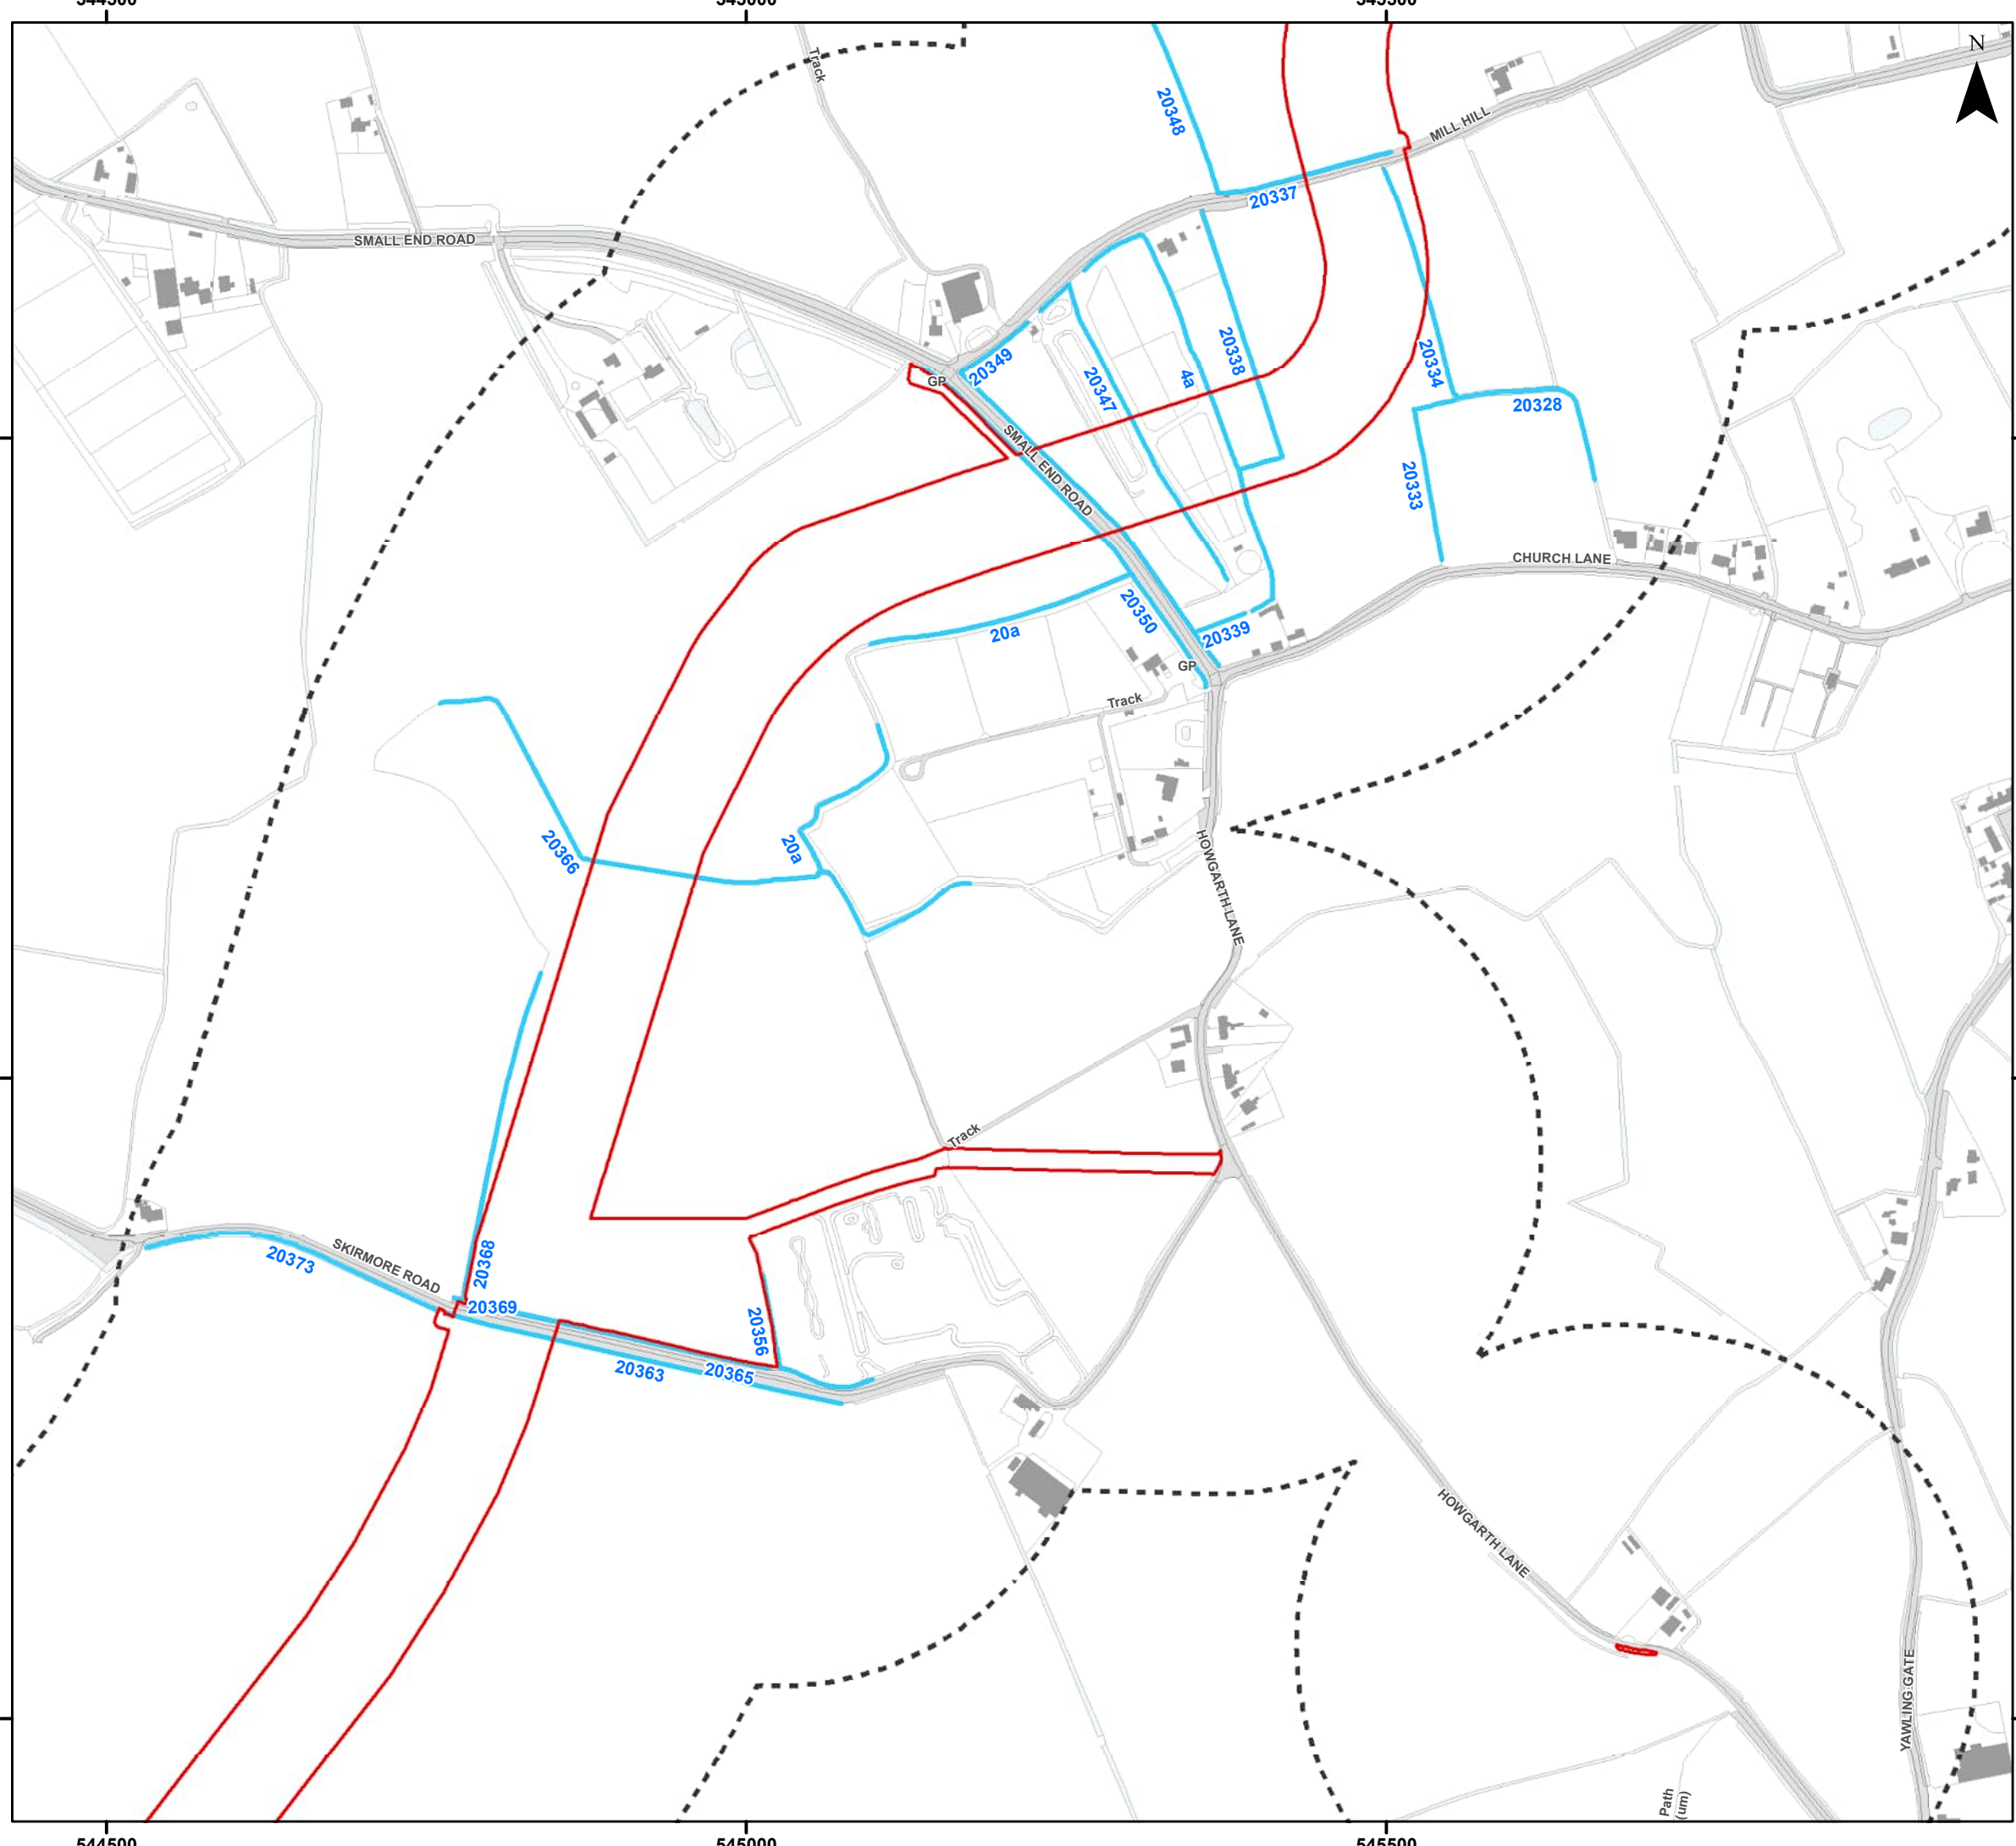 544500
545000
545500
N
Track
20348
MILL HILL
20337
SMALL END ROAD
20349
GP
20347
4a
20338
20334
20328
SMALL END ROAD
20333
CHURCH LANE
20350
20a
20339
GP
Track
20366
20a
HOWGARTH LANE
Track
20373
SKIRMORE ROAD
20368
20369
20356
20363
20365
HOWGARTH LANE
YAWLING GATE
Path
(um)
544500
545000
545500